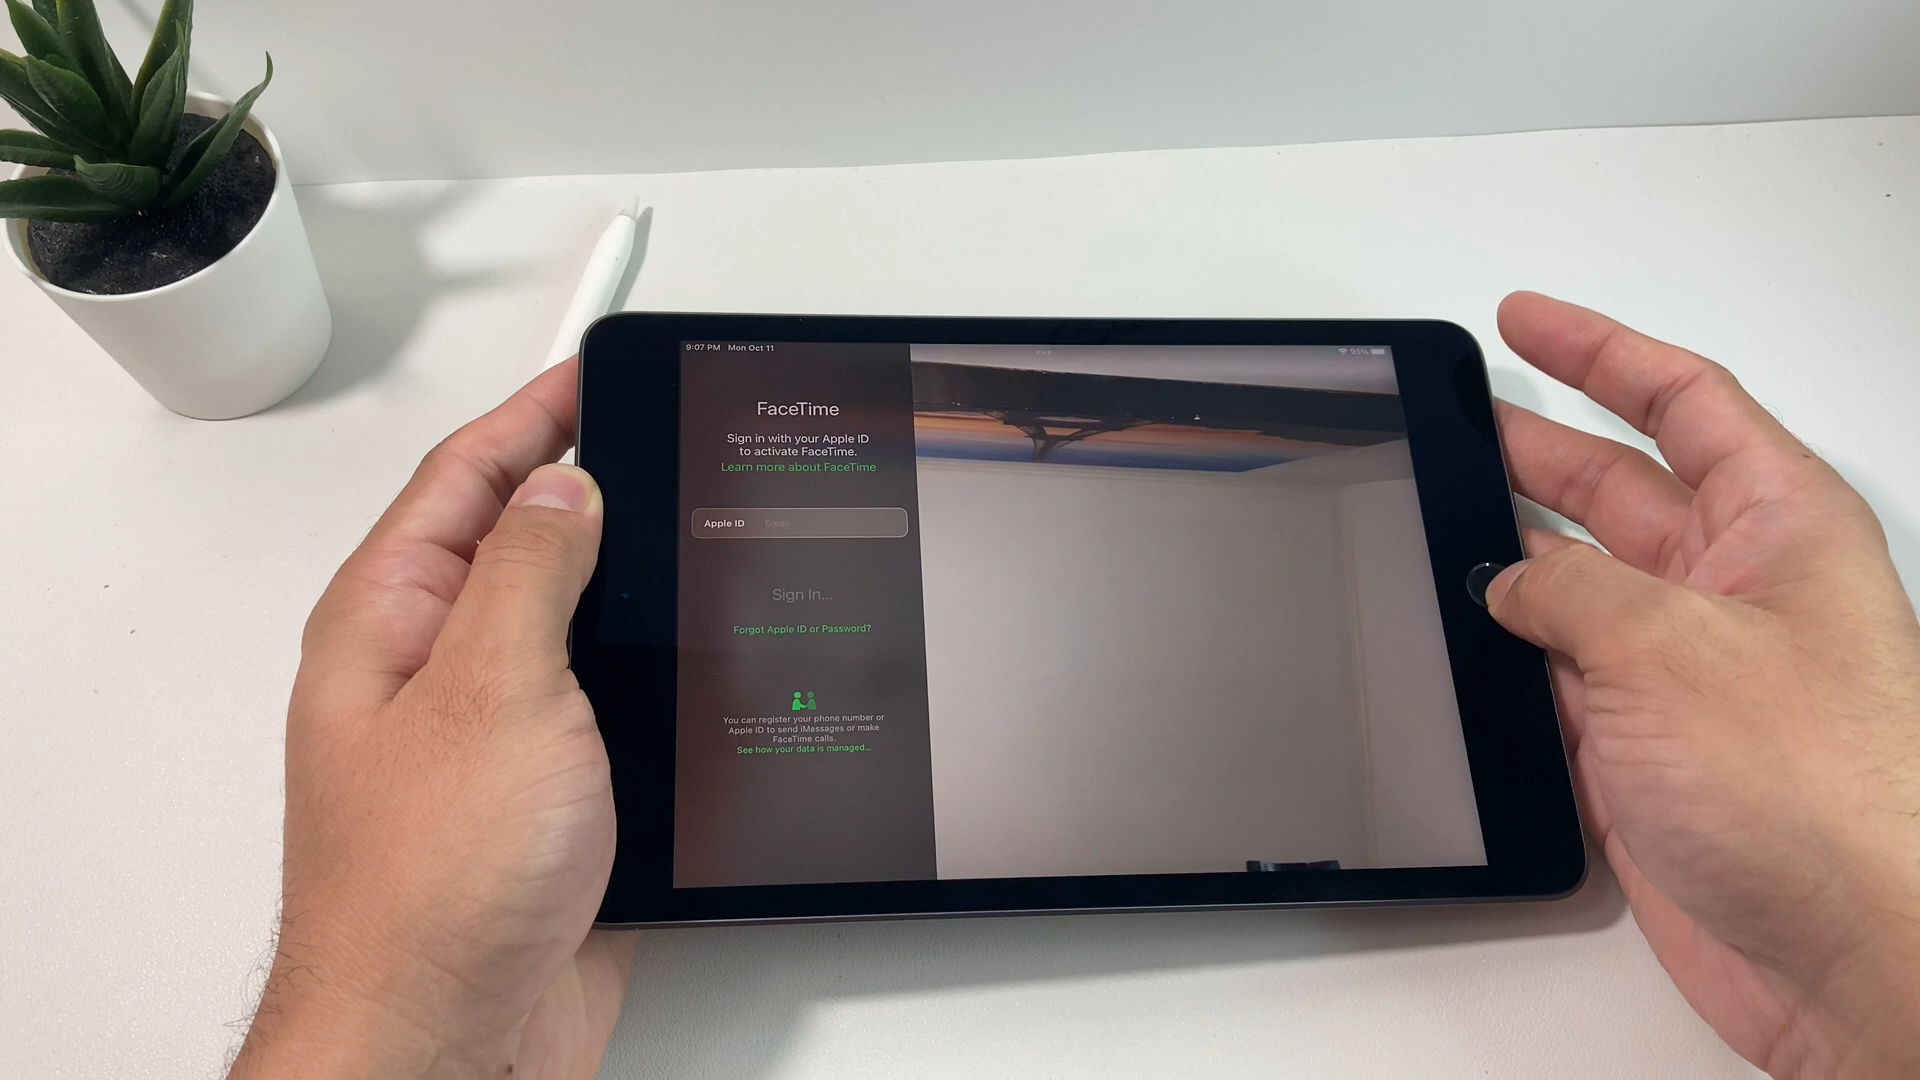 9:07 PM Mon Oct 11
95%
FaceTime
Sign in with your Apple ID
to activate FaceTime.
Learn more about FaceTime
Apple ID Email
Sign In...
Forgot Apple ID or Password?
You can register your phone number or
Apple ID to send iMessages or make
FaceTime calls.
See how your data is managed...